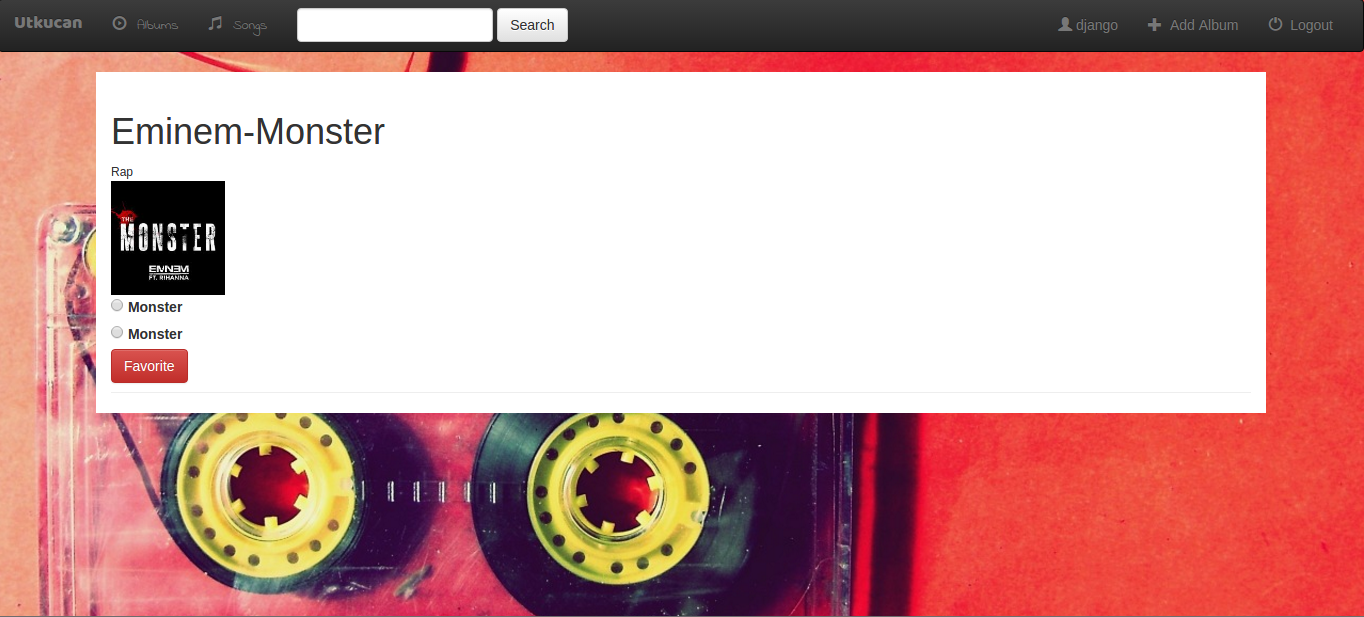 Utkucan Albums Songs Search django Add Album Logout
Eminem-Monster
Rap
THE
MONSTER
EMINEM
FT. RIHANNA
Monster
Monster
Favorite